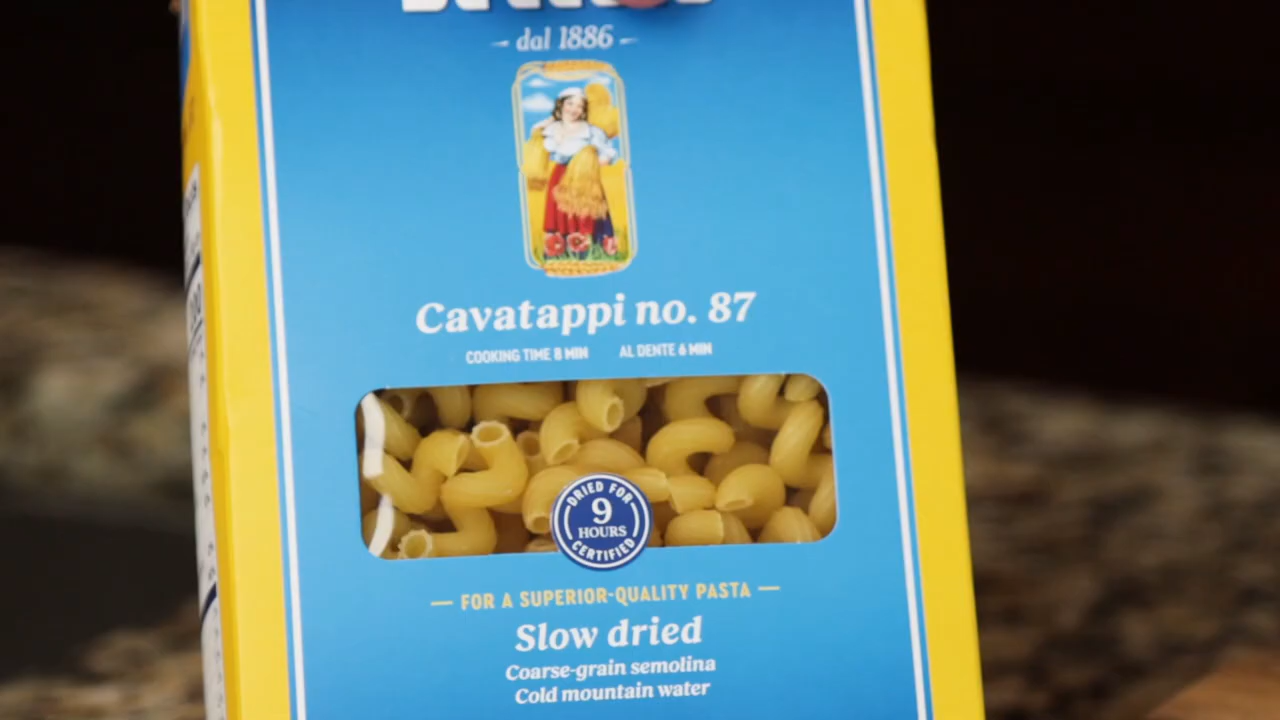 dal 1886
Cavatappi no. 87
COOKING TIME 8 MIN AL DENTE 6 MIN
DRIED FOR
9
HOURS
CERTIFIED
FOR A SUPERIOR-QUALITY PASTA
Slow dried
Coarse-grain semolina
Cold mountain water